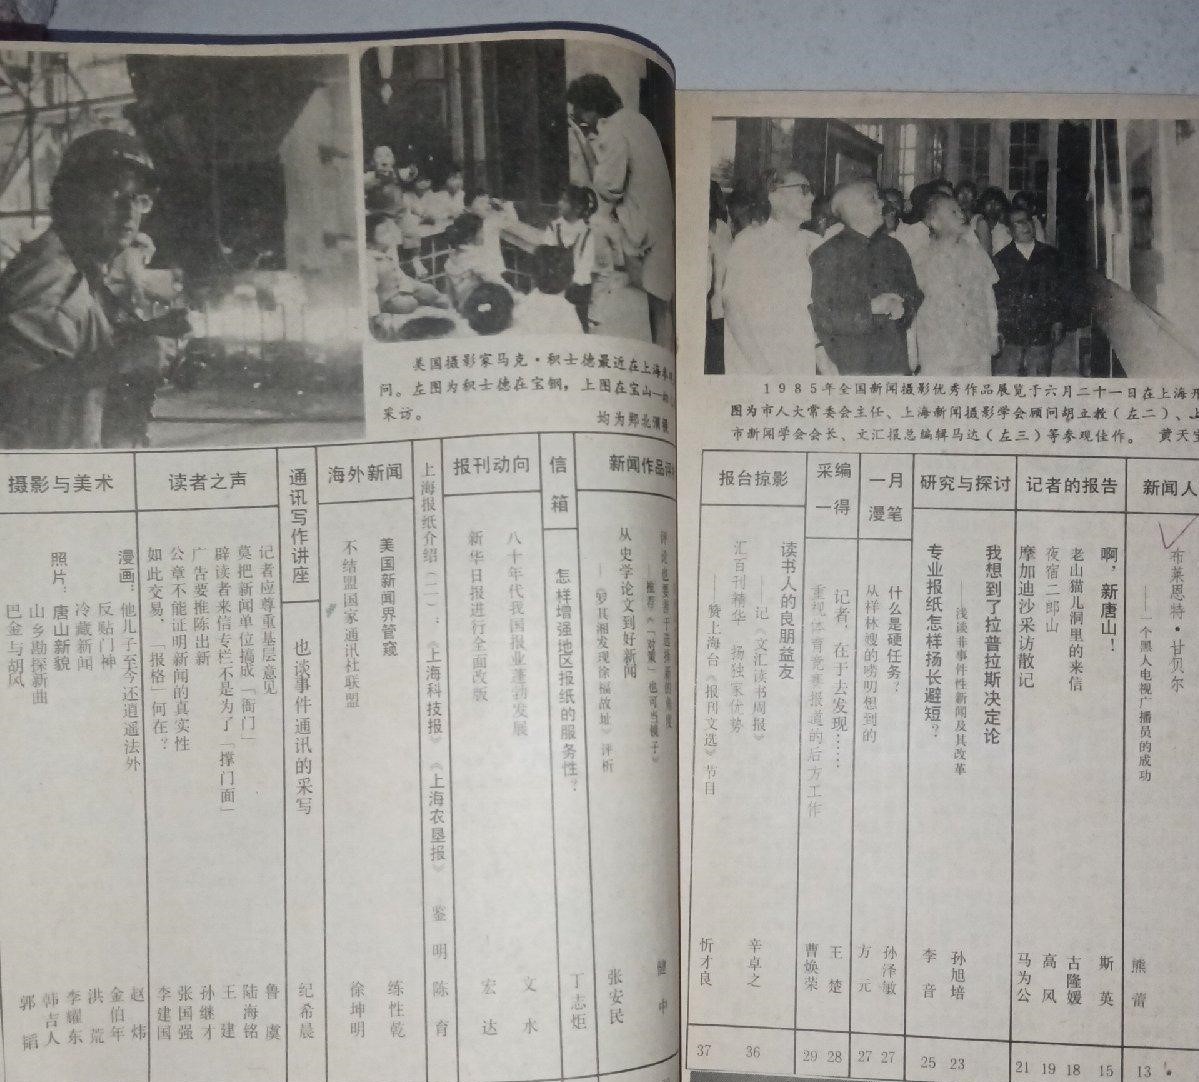 美国摄影家马克·积士德最近在上海
问。左图为积士德在宝钢，上图在宝山一
采访。
均为郑北渭
1985年全国新闻摄影优秀作品展览于六月二十一日在上海开
图为市人大常委会主任、上海新闻摄影学会顾问胡立教（左二）、
市新闻学会会长、文汇报总编辑马达（左三）等参观佳作。 黄天
新闻人
布莱恩特·甘贝尔
——一个黑人电视广播员的成功
熊蕾
13
记者的报告
啊，新唐山！
斯英
15
老山猫儿洞里的来信
古隆媛
18
夜宿二郎山
高风
19
摩加迪沙采访散记
马为公
21
研究与探讨
我想到了拉普拉斯决定论
——浅谈非事件性新闻及其改革
孙旭培
23
专业报纸怎样扬长避短？
李音
25
一月漫笔
什么是硬任务？
孙泽敏
27
从样林嫂的唠叨想到的
方元
27
采编一得
记者，在于去发现……
王楚
28
重视体育竞赛报道的后方工作
曹焕荣
29
报台掠影
读书人的良朋益友
——记《文汇读书周报》
辛卓之
36
汇百刊精华 扬独家优势
——赞上海台《报刊文选》节目
忻才良
37
新闻作品评
评论也要善于选择新的角度
——推荐《“对策”也可当镜子》
健中
从史学论文到好新闻
——《罗其湘发现徐福故址》评析
张安民
信箱
怎样增强地区报纸的服务性？
丁志炬
报刊动向
八十年代我国报业蓬勃发展
文水
新华日报进行全面改版
宏达
上海报纸介绍（二）：《上海科技报》《上海农垦报》
鉴明 陈育
海外新闻
美国新闻界管窥
练性乾
不结盟国家通讯社联盟
徐坤明
通讯写作讲座
也谈事件通讯的采写
纪希晨
读者之声
记者应尊重基层意见
鲁虞
莫把新闻单位搞成「衙门」
陆海铭
辟读者来信专栏不是为了「撑门面」
王建
广告要推陈出新
孙继才
公章不能证明新闻的真实性
张国强
如此交易，「报格」何在？
李建国
摄影与美术
漫画：他儿子至今还逍遥法外
赵炜
反贴门神
金伯年
冷藏新闻
洪荒
照片：唐山新貌
李耀东
山乡勘探新曲
韩吉人
巴金与胡风
郭韬